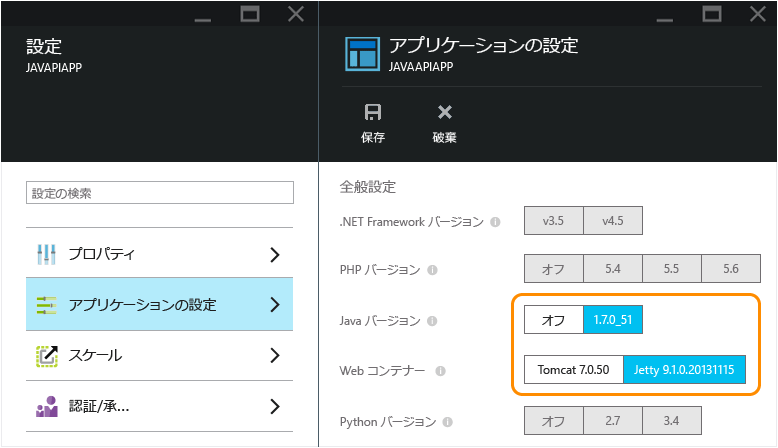 設定
JAVAPIAPP
設定の検索
プロパティ
アプリケーションの設定
スケール
認証/承...
アプリケーションの設定
JAVAAPIAPP
保存 破棄
全般設定
.NET Framework バージョン v3.5 v4.5
PHP バージョン オフ 5.4 5.5 5.6
Java バージョン オフ 1.7.0_51
Web コンテナー Tomcat 7.0.50 Jetty 9.1.0.20131115
Python バージョン オフ 2.7 3.4